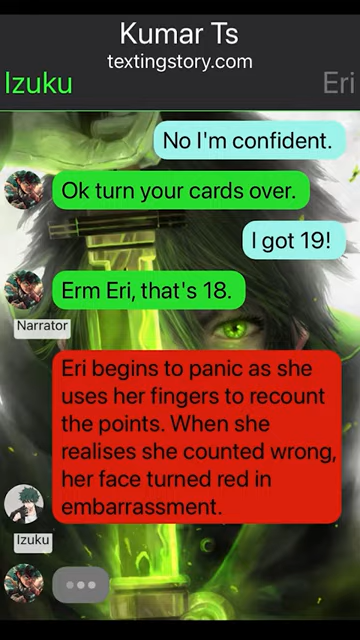 Kumar Ts
textingstory.com
Izuku
Eri
No I'm confident.
Ok turn your cards over.
I got 19!
Erm Eri, that's 18.
Narrator
Eri begins to panic as she
uses her fingers to recount
the points. When she
realises she counted wrong,
her face turned red in
embarrassment.
Izuku